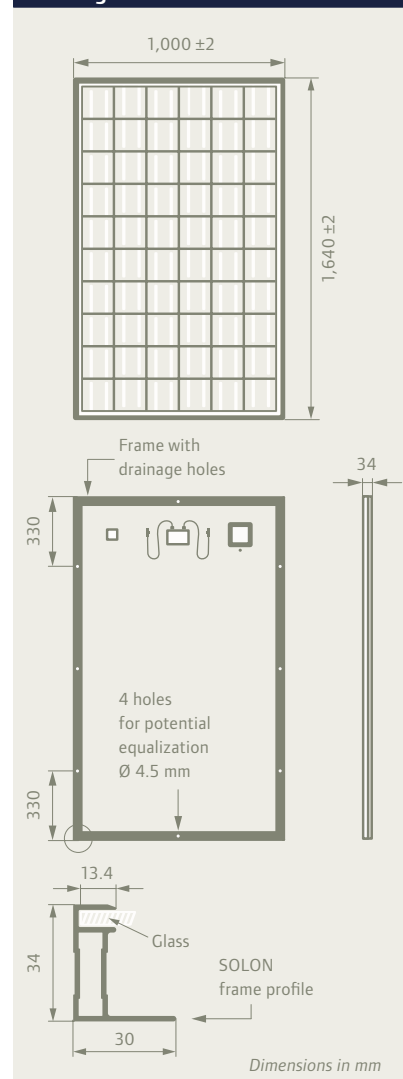 1,000 ±2
1,640 ±2
Frame with
drainage holes
34
330
4 holes
for potential
equalization
Ø 4.5 mm
330
13.4
Glass
34
SOLON
frame profile
30
Dimensions in mm